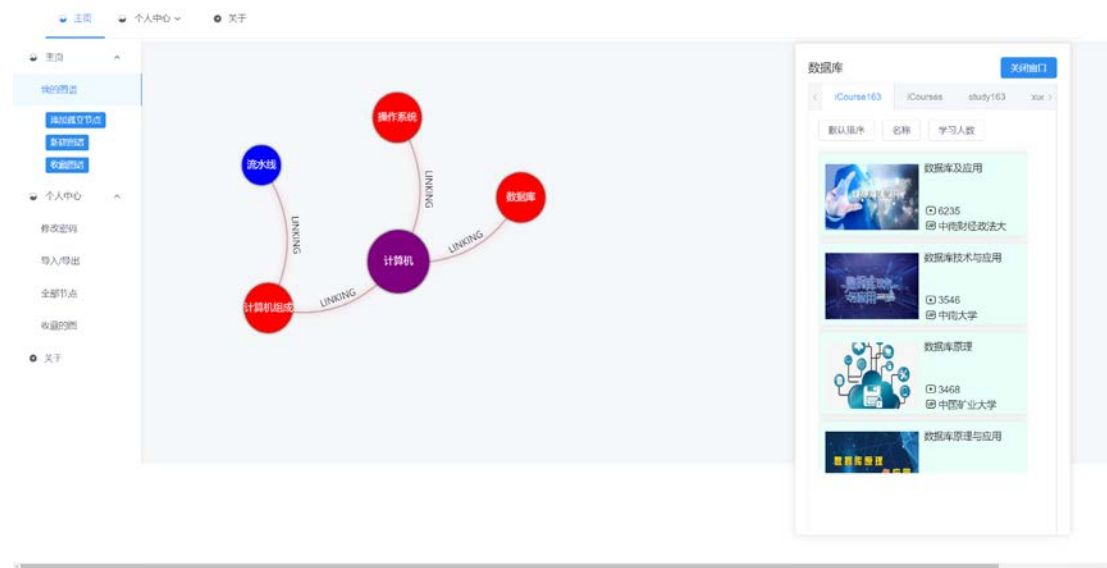 主页
个人中心
关于
主页
我的图谱
添加孤立节点
新建图谱
收藏图谱
个人中心
修改密码
导入/导出
全部节点
收藏的图
关于
操作系统
流水线
数据库
计算机
计算机组成
LINKING
LINKING
LINKING
LINKING
数据库
关闭窗口
iCourse163
iCourses
study163
xue
默认排序
名称
学习人数
数据库及应用
6235
中南财经政法大
数据库技术与应用
3546
中南大学
数据库原理
3468
中国矿业大学
数据库原理与应用
数据库原理